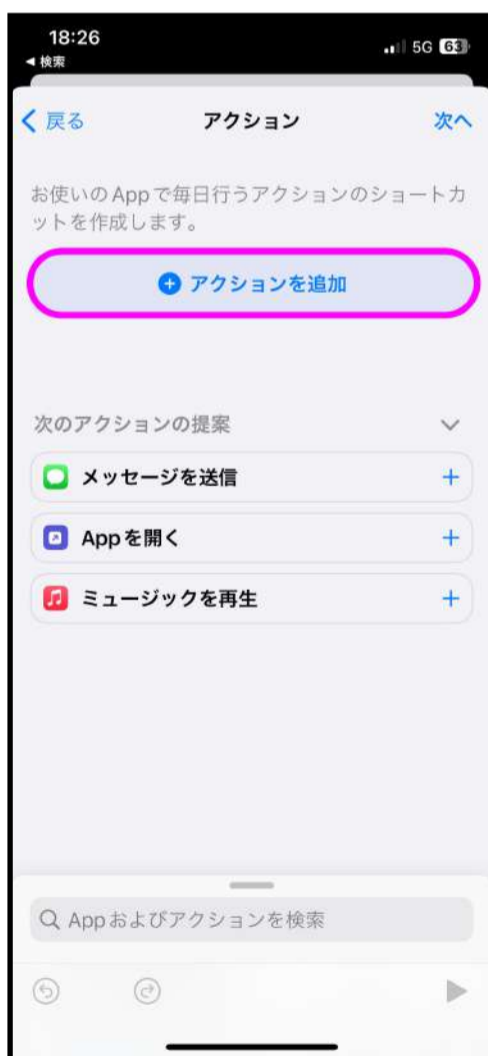 18:26
5G 63
◀ 検索
戻る アクション 次へ
お使いのAppで毎日行うアクションのショートカ
ットを作成します。
アクションを追加
次のアクションの提案
メッセージを送信
Appを開く
ミュージックを再生
Appおよびアクションを検索